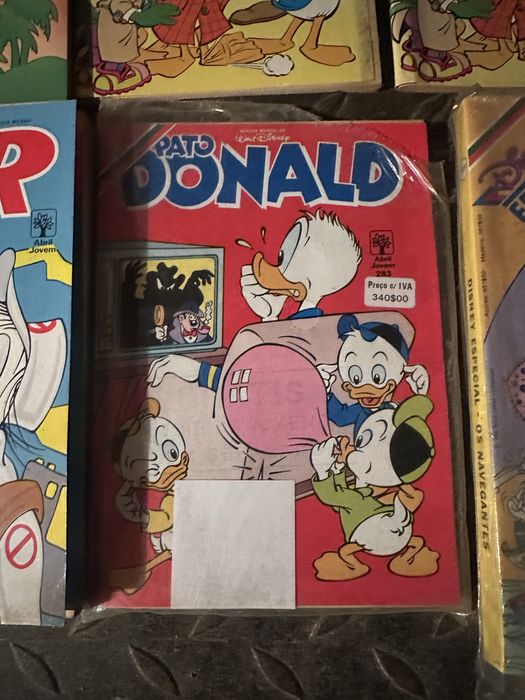 R
Abril
Jovem
REVISTA MENSAL DE
WALT DISNEY
PATO
DONALD
Abril
Jovem
283
Preço c/ IVA
340$00
DISNEY ESPECIAL - OS NAVEGANTES